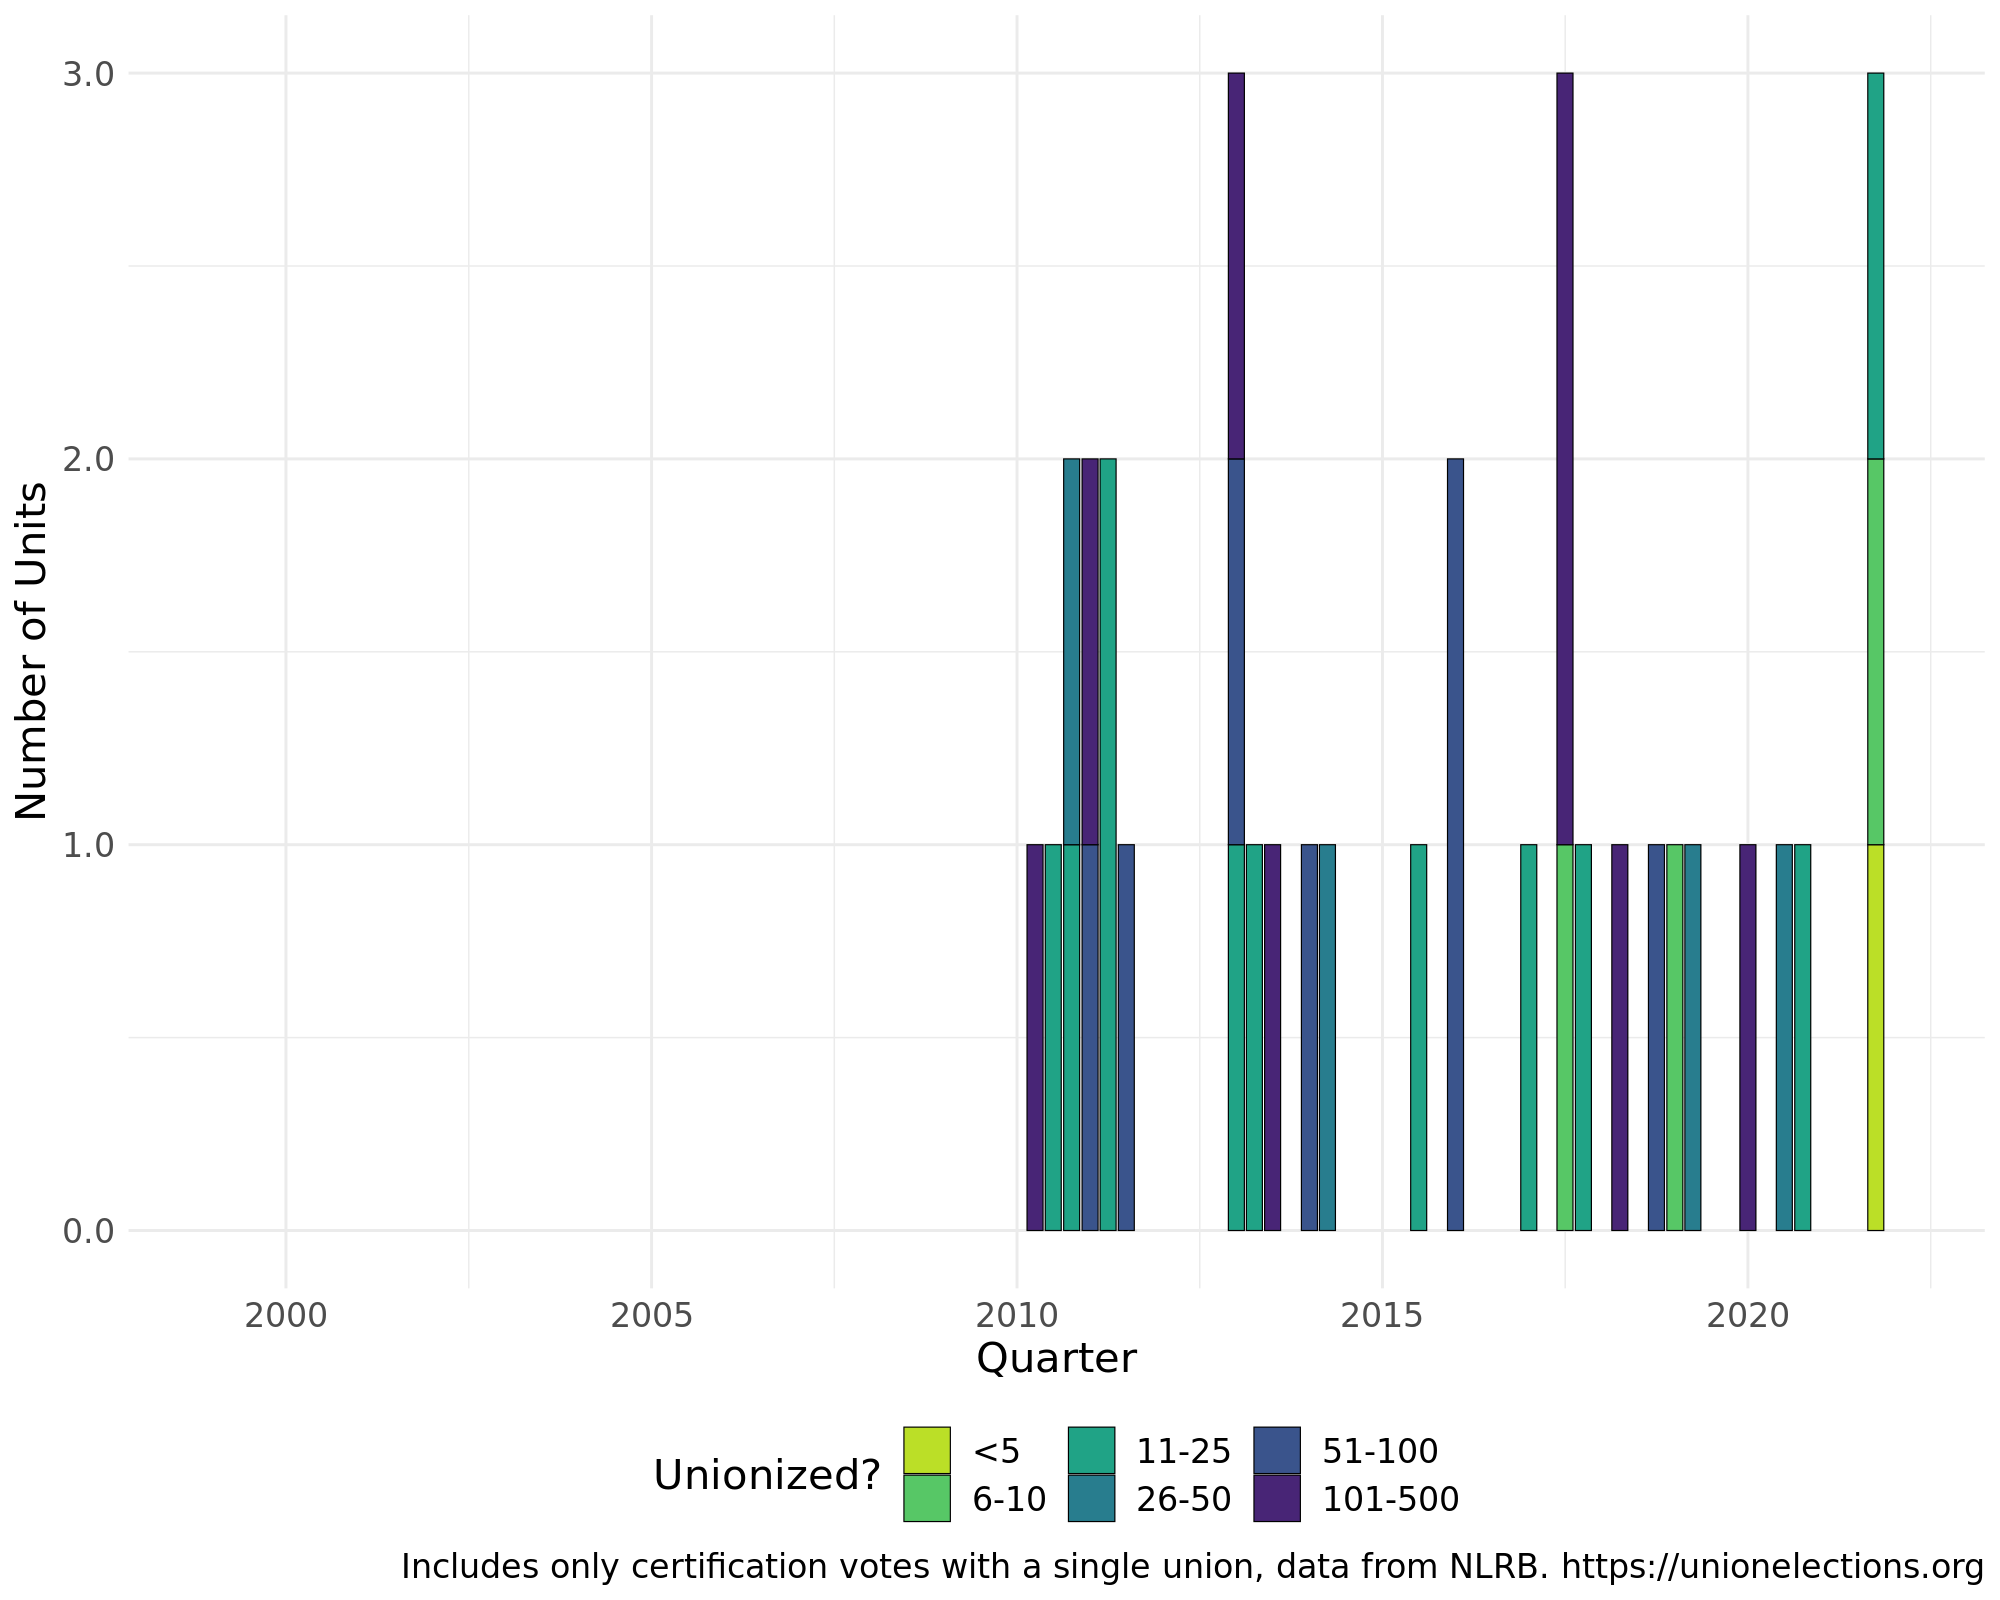 3.0
2.0
1.0
0.0
Number of Units
2000 2005 2010 2015 2020
Quarter
Unionized?
<5 11-25 51-100
6-10 26-50 101-500
Includes only certification votes with a single union, data from NLRB. https://unionelections.org